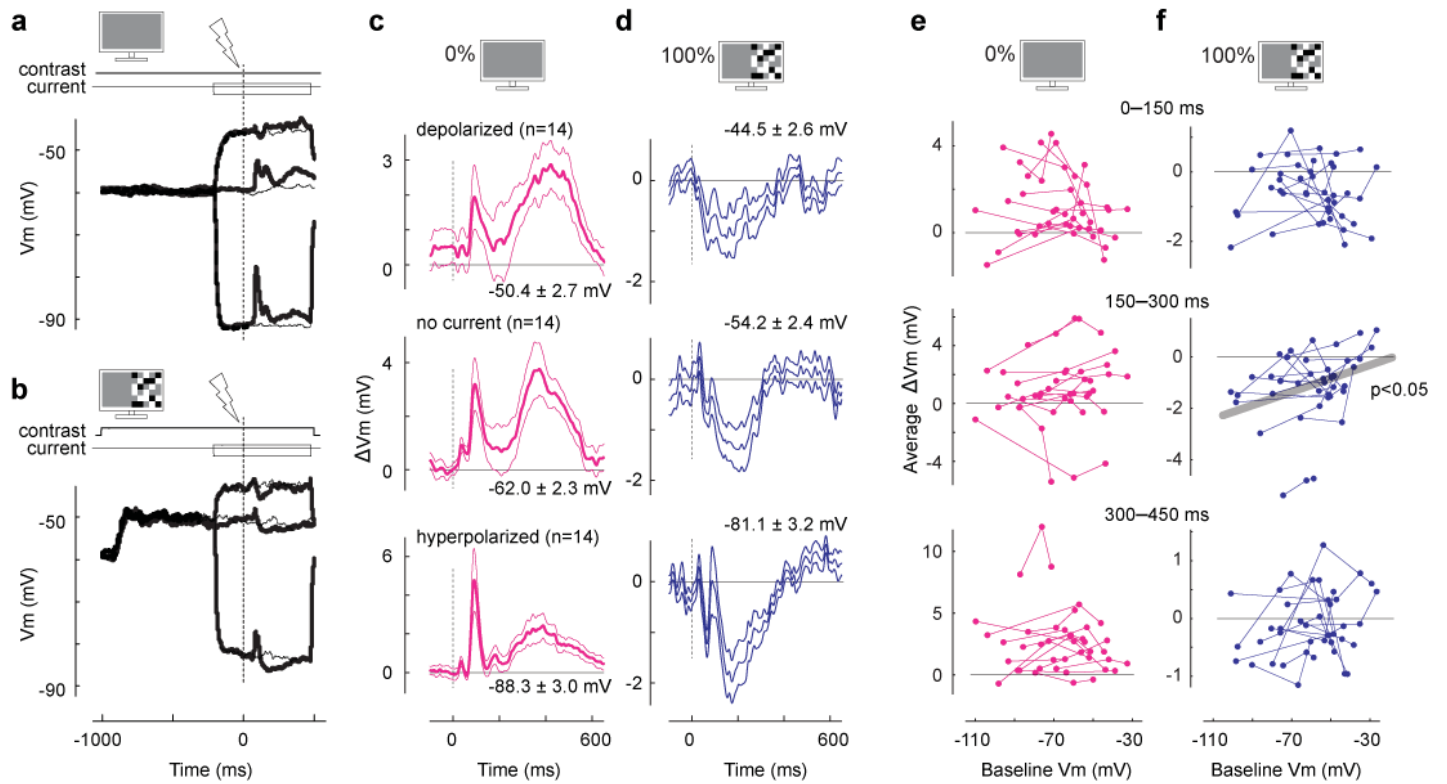 a
contrast
current
-50
Vm (mV)
-90
b
contrast
current
-50
Vm (mV)
-90
-1000
0
Time (ms)
c
0%
depolarized (n=14)
3
0
-50.4 ± 2.7 mV
no current (n=14)
4
ΔVm (mV)
0
-62.0 ± 2.3 mV
hyperpolarized (n=14)
6
0
-88.3 ± 3.0 mV
0
600
Time (ms)
d
100%
-44.5 ± 2.6 mV
0
-2
-54.2 ± 2.4 mV
0
-2
-81.1 ± 3.2 mV
0
-2
0
600
Time (ms)
e
f
0%
100%
0–150 ms
4
0
0
-2
150–300 ms
Average ΔVm (mV)
4
0
-4
0
-2
-4
p<0.05
300–450 ms
10
5
0
1
0
-1
-110
-70
-30
Baseline Vm (mV)
-110
-70
-30
Baseline Vm (mV)